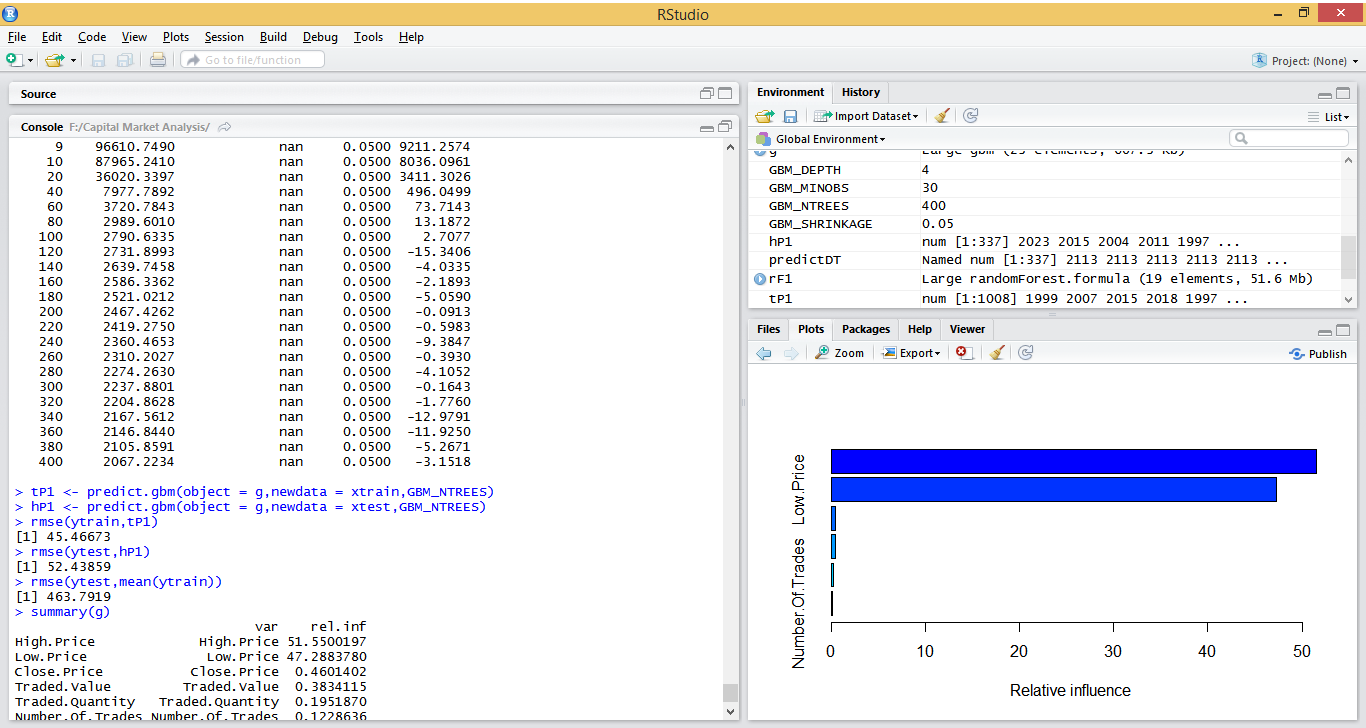 RStudio
File Edit Code View Plots Session Build Debug Tools Help
Go to file/function
Project: (None)
Source
Console F:/Capital Market Analysis/
9 96610.7490 nan 0.0500 9211.2574
10 87965.2410 nan 0.0500 8036.0961
20 36020.3397 nan 0.0500 3411.3026
40 7977.7892 nan 0.0500 496.0499
60 3720.7843 nan 0.0500 73.7143
80 2989.6010 nan 0.0500 13.1872
100 2790.6335 nan 0.0500 2.7077
120 2731.8993 nan 0.0500 -15.3406
140 2639.7458 nan 0.0500 -4.0335
160 2586.3362 nan 0.0500 -2.1893
180 2521.0212 nan 0.0500 -5.0590
200 2467.4262 nan 0.0500 -0.0913
220 2419.2750 nan 0.0500 -0.5983
240 2360.4653 nan 0.0500 -9.3847
260 2310.2027 nan 0.0500 -0.3930
280 2274.2630 nan 0.0500 -4.1052
300 2237.8801 nan 0.0500 -0.1643
320 2204.8628 nan 0.0500 -1.7760
340 2167.5612 nan 0.0500 -12.9791
360 2146.8440 nan 0.0500 -11.9250
380 2105.8591 nan 0.0500 -5.2671
400 2067.2234 nan 0.0500 -3.1518
> tP1 <- predict.gbm(object = g,newdata = xtrain,GBM_NTREES)
> hP1 <- predict.gbm(object = g,newdata = xtest,GBM_NTREES)
> rmse(ytrain,tP1)
[1] 45.46673
> rmse(ytest,hP1)
[1] 52.43859
> rmse(ytest,mean(ytrain))
[1] 463.7919
> summary(g)
var rel.inf
High.Price High.Price 51.5500197
Low.Price Low.Price 47.2883780
Close.Price Close.Price 0.4601402
Traded.Value Traded.Value 0.3834115
Traded.Quantity Traded.Quantity 0.1951870
Number.Of.Trades Number.Of.Trades 0.1228636
Environment History
Import Dataset List
Global Environment
g Large gbm
GBM_DEPTH 4
GBM_MINOBS 30
GBM_NTREES 400
GBM_SHRINKAGE 0.05
hP1 num [1:337] 2023 2015 2004 2011 1997 ...
predictDT Named num [1:337] 2113 2113 2113 2113 2113 ...
rF1 Large randomForest.formula (19 elements, 51.6 Mb)
tP1 num [1:1008] 1999 2007 2015 2018 1997 ...
Files Plots Packages Help Viewer
Zoom Export Publish
Low.Price
Number.Of.Trades
0 10 20 30 40 50
Relative influence